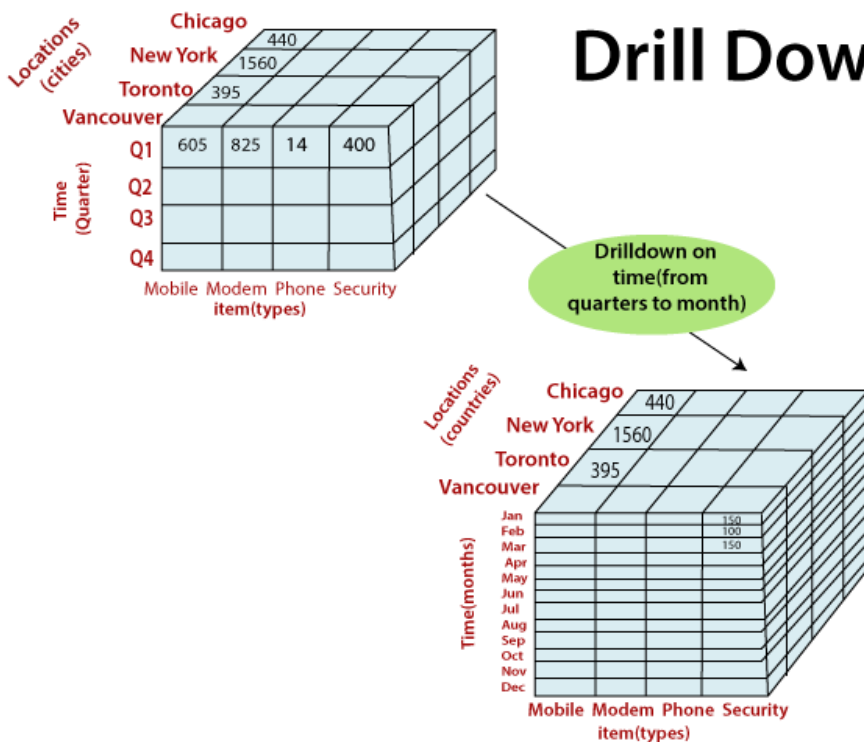 Drill Dow
Locations
(cities)
Chicago
New York
Toronto
Vancouver
440
1560
395
Time
(Quarter)
Q1 605 825 14 400
Q2
Q3
Q4
Mobile Modem Phone Security
item(types)
Drilldown on
time(from
quarters to month)
Locations
(countries)
Chicago
New York
Toronto
Vancouver
440
1560
395
Time(months)
Jan 150
Feb 100
Mar 150
Apr
May
Jun
Jul
Aug
Sep
Oct
Nov
Dec
Mobile Modem Phone Security
item(types)